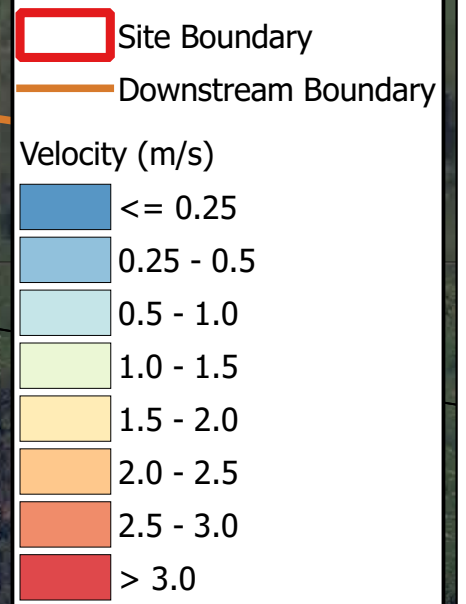 Site Boundary
Downstream Boundary
Velocity (m/s)
<= 0.25
0.25 - 0.5
0.5 - 1.0
1.0 - 1.5
1.5 - 2.0
2.0 - 2.5
2.5 - 3.0
> 3.0